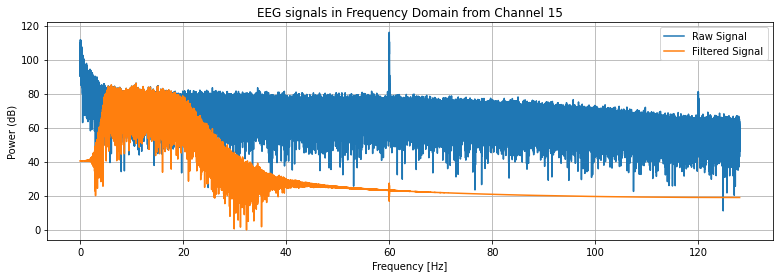 EEG signals in Frequency Domain from Channel 15
Raw Signal
Filtered Signal
Power (dB)
120
100
80
60
40
20
0
0 20 40 60 80 100 120
Frequency [Hz]